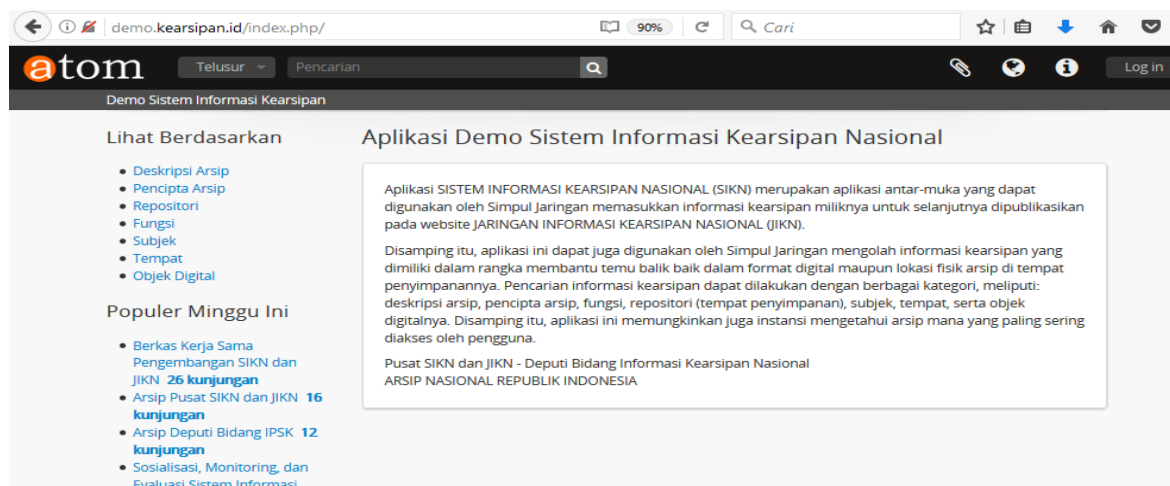 demo.kearsipan.id/index.php/
90%
Cari
atom
Telusur
Pencarian
Log in
Demo Sistem Informasi Kearsipan
Lihat Berdasarkan
Deskripsi Arsip
Pencipta Arsip
Repositori
Fungsi
Subjek
Tempat
Objek Digital
Populer Minggu Ini
Berkas Kerja Sama
Pengembangan SIKN dan
JIKN 26 kunjungan
Arsip Pusat SIKN dan JIKN 16
kunjungan
Arsip Deputi Bidang IPSK 12
kunjungan
Sosialisasi, Monitoring, dan
Evaluasi Sistem Informasi
Aplikasi Demo Sistem Informasi Kearsipan Nasional
Aplikasi SISTEM INFORMASI KEARSIPAN NASIONAL (SIKN) merupakan aplikasi antar-muka yang dapat
digunakan oleh Simpul Jaringan memasukkan informasi kearsipan miliknya untuk selanjutnya dipublikasikan
pada website JARINGAN INFORMASI KEARSIPAN NASIONAL (JIKN).
Disamping itu, aplikasi ini dapat juga digunakan oleh Simpul Jaringan mengolah informasi kearsipan yang
dimiliki dalam rangka membantu temu balik baik dalam format digital maupun lokasi fisik arsip di tempat
penyimpanannya. Pencarian informasi kearsipan dapat dilakukan dengan berbagai kategori, meliputi:
deskripsi arsip, pencipta arsip, fungsi, repositori (tempat penyimpanan), subjek, tempat, serta objek
digitalnya. Disamping itu, aplikasi ini memungkinkan juga instansi mengetahui arsip mana yang paling sering
diakses oleh pengguna.
Pusat SIKN dan JIKN - Deputi Bidang Informasi Kearsipan Nasional
ARSIP NASIONAL REPUBLIK INDONESIA